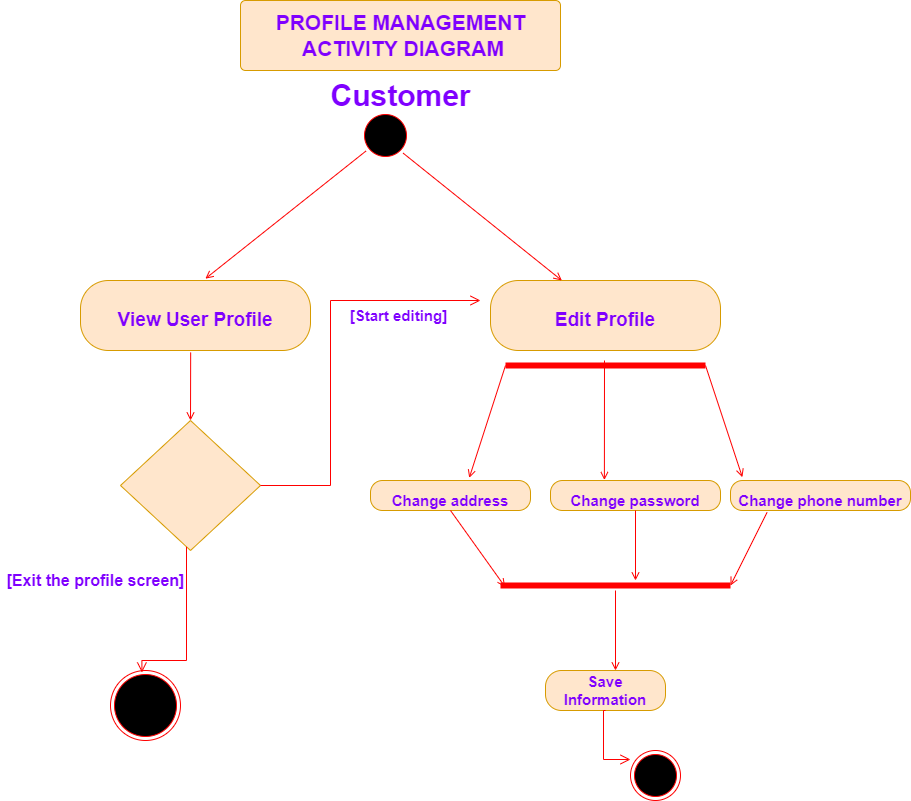 PROFILE MANAGEMENT
ACTIVITY DIAGRAM
Customer
View User Profile
[Start editing]
Edit Profile
Change address
Change password
Change phone number
[Exit the profile screen]
Save
Information